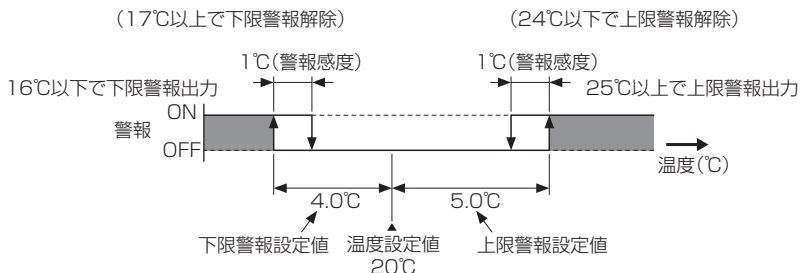 （17℃以上で下限警報解除）
（24℃以下で上限警報解除）
1℃（警報感度）
1℃（警報感度）
16℃以下で下限警報出力
25℃以上で上限警報出力
ON
警報
OFF
温度（℃）
4.0℃
5.0℃
下限警報設定値
温度設定値
上限警報設定値
20℃